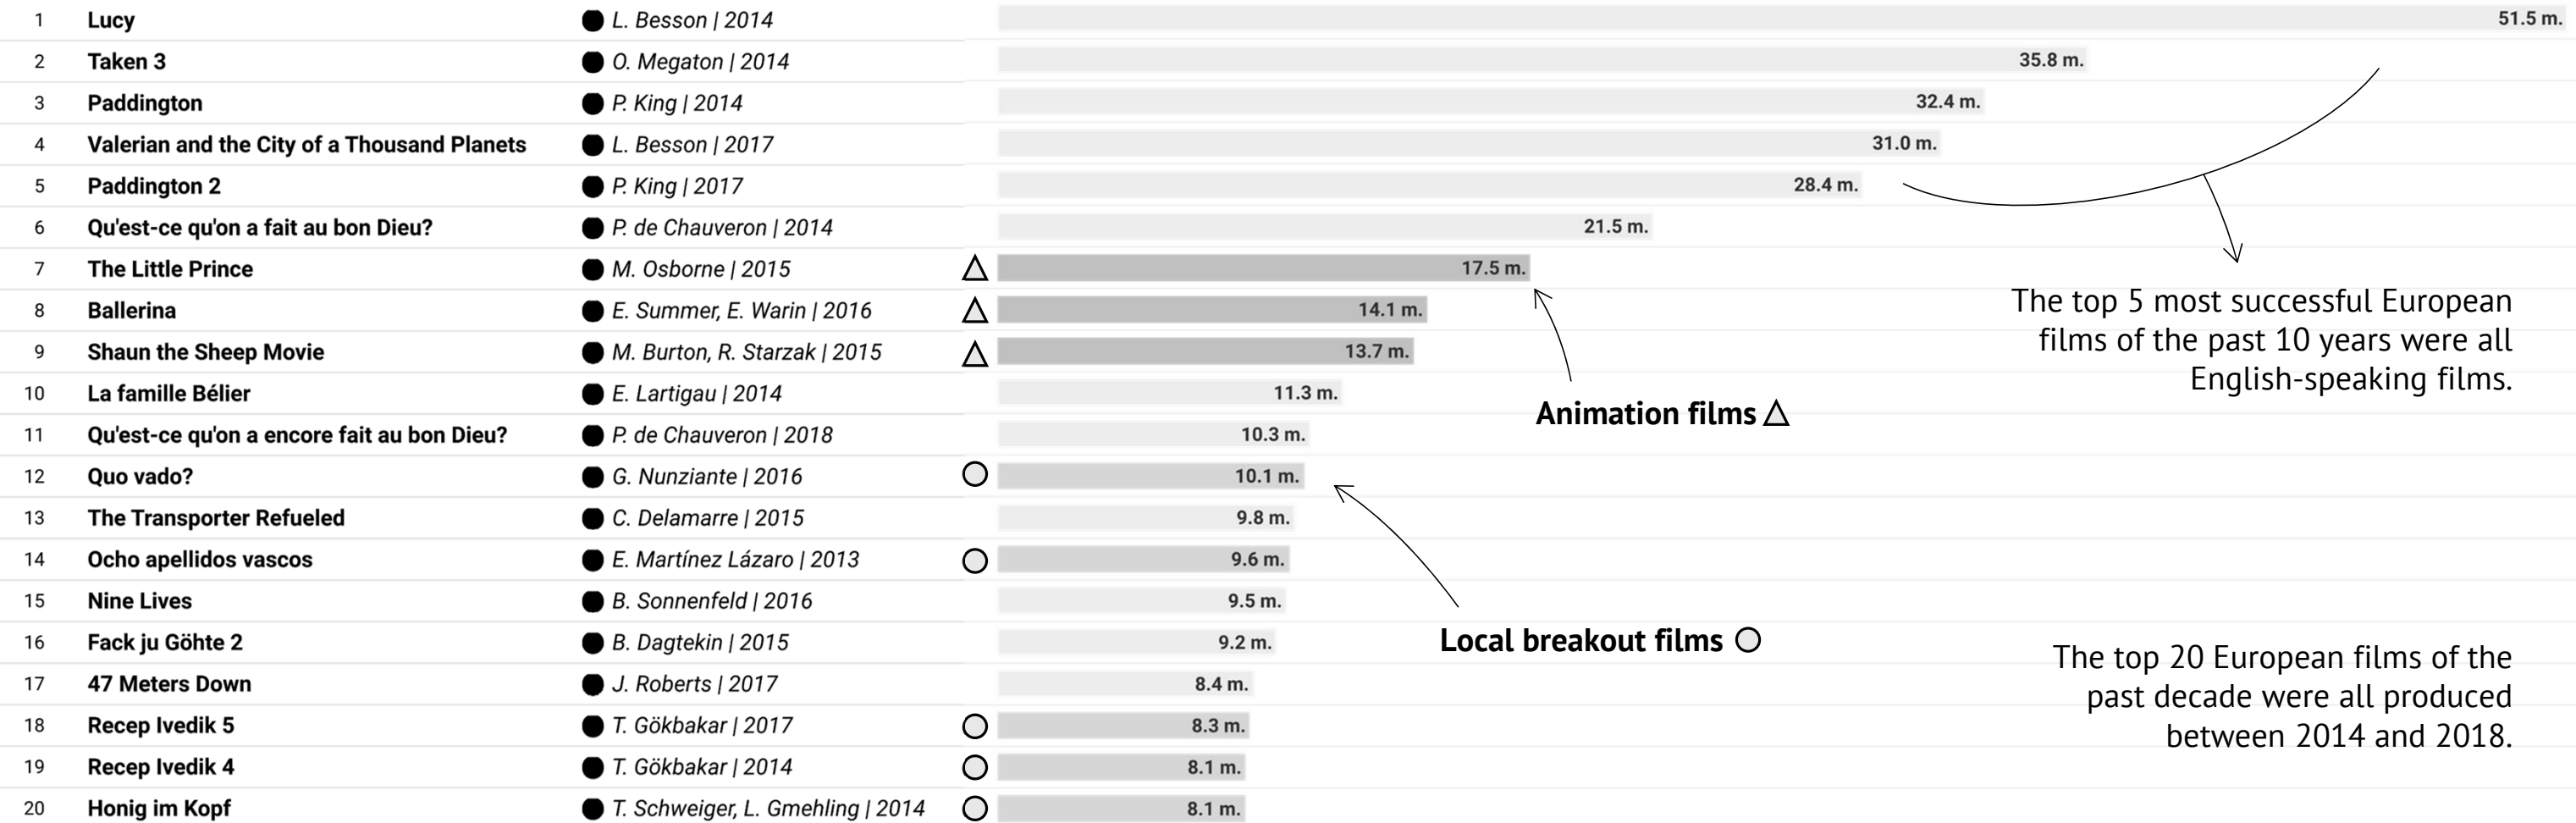 1 Lucy L. Besson | 2014 51.5 m.
2 Taken 3 O. Megaton | 2014 35.8 m.
3 Paddington P. King | 2014 32.4 m.
4 Valerian and the City of a Thousand Planets L. Besson | 2017 31.0 m.
5 Paddington 2 P. King | 2017 28.4 m.
6 Qu'est-ce qu'on a fait au bon Dieu? P. de Chauveron | 2014 21.5 m.
7 The Little Prince M. Osborne | 2015 17.5 m.
8 Ballerina E. Summer, E. Warin | 2016 14.1 m.
9 Shaun the Sheep Movie M. Burton, R. Starzak | 2015 13.7 m.
10 La famille Bélier E. Lartigau | 2014 11.3 m.
11 Qu'est-ce qu'on a encore fait au bon Dieu? P. de Chauveron | 2018 10.3 m.
12 Quo vado? G. Nunziante | 2016 10.1 m.
13 The Transporter Refueled C. Delamarre | 2015 9.8 m.
14 Ocho apellidos vascos E. Martínez Lázaro | 2013 9.6 m.
15 Nine Lives B. Sonnenfeld | 2016 9.5 m.
16 Fack ju Göhte 2 B. Dagtekin | 2015 9.2 m.
17 47 Meters Down J. Roberts | 2017 8.4 m.
18 Recep Ivedik 5 T. Gökbakar | 2017 8.3 m.
19 Recep Ivedik 4 T. Gökbakar | 2014 8.1 m.
20 Honig im Kopf T. Schweiger, L. Gmehling | 2014 8.1 m.
The top 5 most successful European
films of the past 10 years were all
English-speaking films.
Animation films
Local breakout films
The top 20 European films of the
past decade were all produced
between 2014 and 2018.